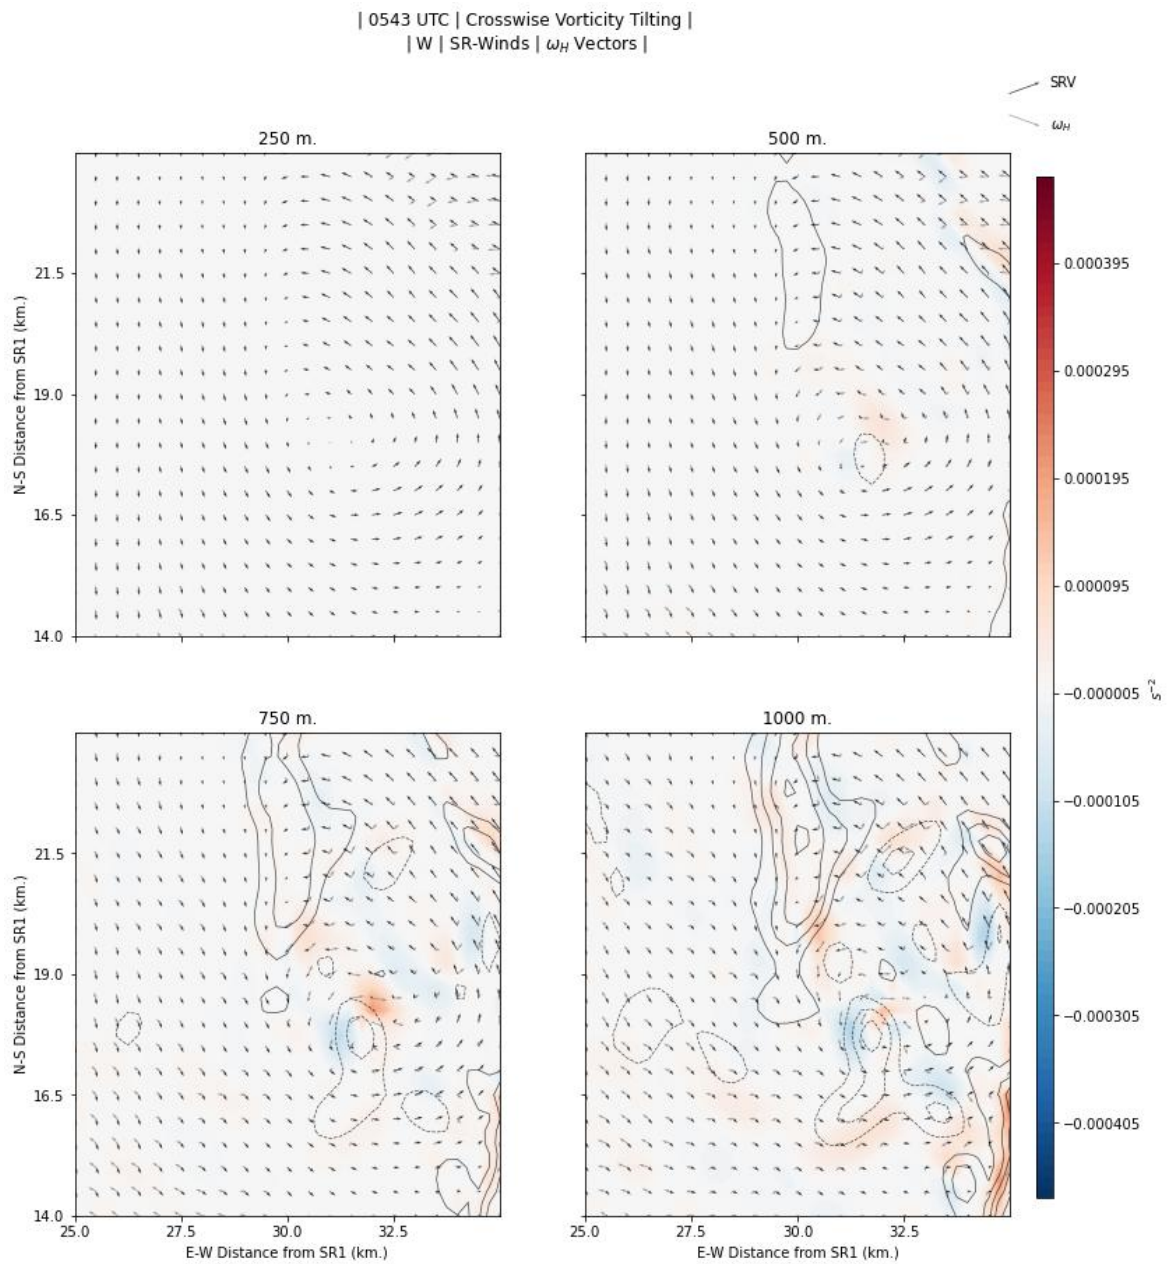 | 0543 UTC | Crosswise Vorticity Tilting |
| W | SR-Winds | ω_H Vectors |
SRV
ω_H
250 m.
500 m.
21.5
19.0
16.5
14.0
N-S Distance from SR1 (km.)
750 m.
1000 m.
21.5
19.0
16.5
14.0
N-S Distance from SR1 (km.)
25.0
27.5
30.0
32.5
E-W Distance from SR1 (km.)
25.0
27.5
30.0
32.5
E-W Distance from SR1 (km.)
0.000395
0.000295
0.000195
0.000095
−0.000005
−0.000105
−0.000205
−0.000305
−0.000405
s⁻²